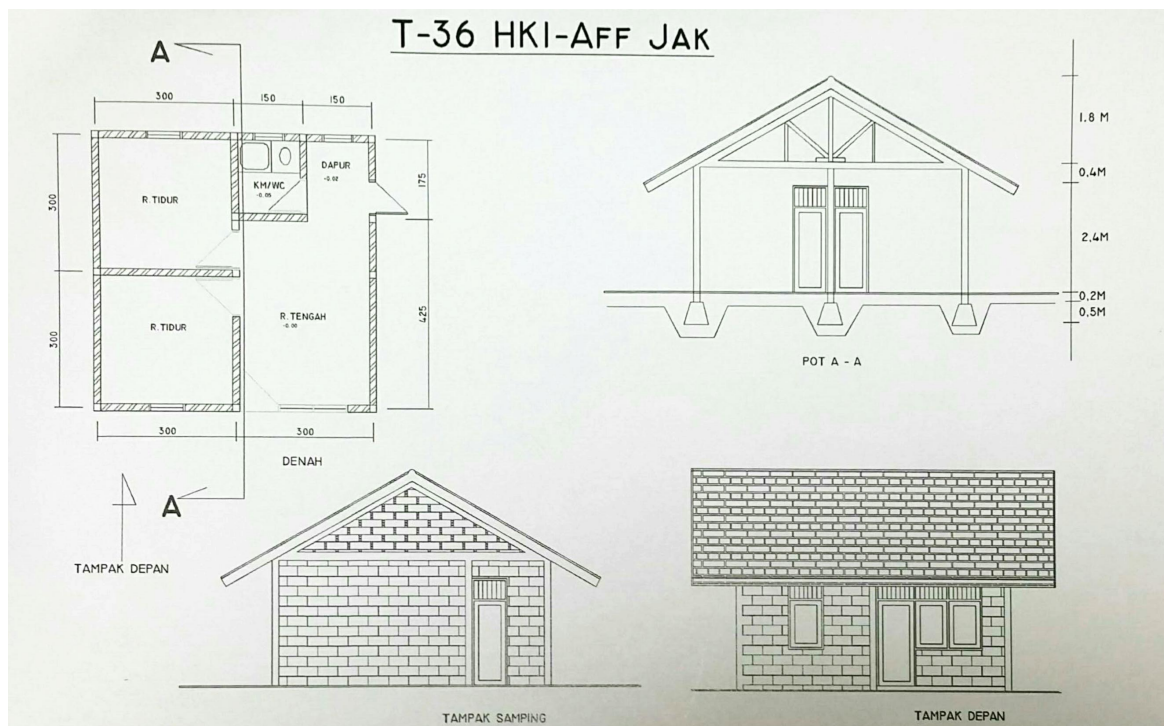 T-36 HKI-AFF JAK
A
300
150
150
300
300
R.TIDUR
KM/WC
-0.05
DAPUR
-0.02
175
425
R.TIDUR
R.TENGAH
-0.00
300
300
DENAH
A
TAMPAK DEPAN
1.8 M
0,4M
2,4M
0,2M
0,5M
POT A - A
TAMPAK SAMPING
TAMPAK DEPAN